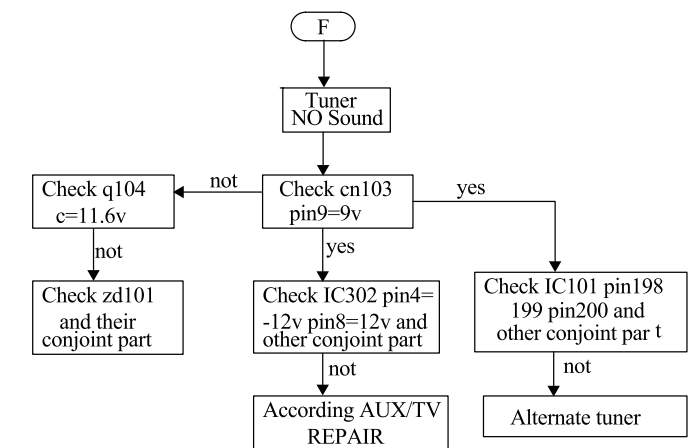 F
Tuner
NO Sound
Check cn103
pin9=9v
not
yes
Check q104
c=11.6v
not
yes
Check zd101
and their
conjoint part
Check IC302 pin4=
-12v pin8=12v and
other conjoint part
Check IC101 pin198
199 pin200 and
other conjoint par t
not
not
According AUX/TV
REPAIR
Alternate tuner